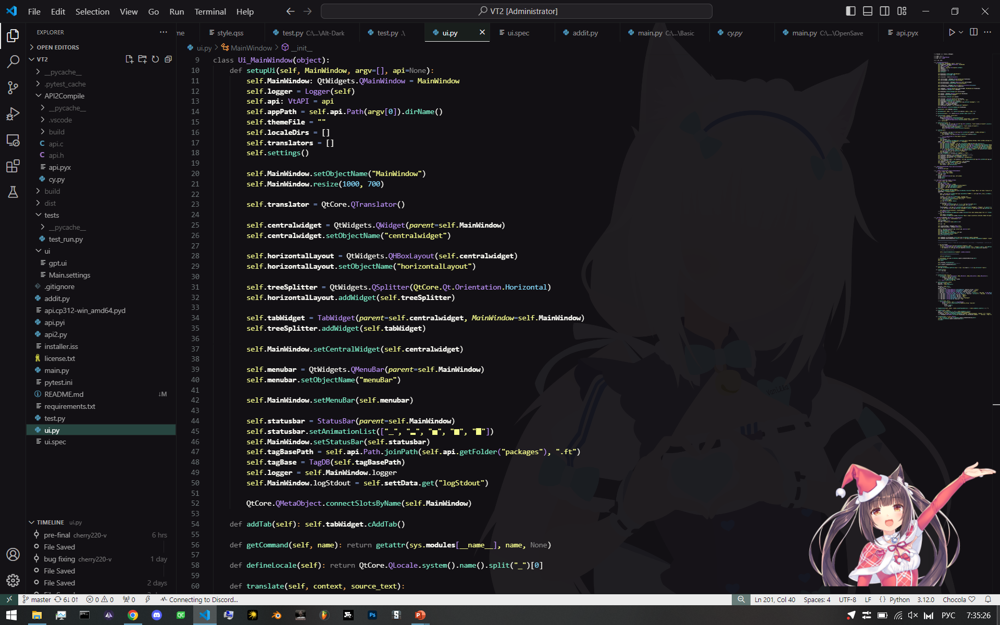 File Edit Selection View Go Run Terminal Help
VT2 [Administrator]
EXPLORER
OPEN EDITORS
VT2
__pycache__
.pytest_cache
API2Compile
__pycache__
.vscode
build
api.c
api.h
api.pyx
cy.py
build
dist
tests
__pycache__
test_run.py
ui
gpt.ui
Main.settings
.gitignore
addit.py
api.cp312-win_amd64.pyd
api.pyi
api2.py
installer.iss
license.txt
main.py
pytest.ini
README.md ↓M
requirements.txt
test.py
ui.py
ui.spec
TIMELINE ui.py
pre-final cherry220-v 6 hrs
File Saved
bug fixing cherry220-v 1 day
File Saved
File Saved 2 days
me style.qss test.py C:\...\Alt-Dark test.py .\ ui.py ui.spec addit.py main.py C:\...\Basic cy.py main.py C:\...\OpenSave api.pyx
ui.py > MainWindow > __init__
9 class Ui_MainWindow(object):
10 def setupUi(self, MainWindow, argv=[], api=None):
11 self.MainWindow: QtWidgets.QMainWindow = MainWindow
12 self.logger = Logger(self)
13 self.api: VtAPI = api
14 self.appPath = self.api.Path(argv[0]).dirName()
15 self.themeFile = ""
16 self.localeDirs = []
17 self.translators = []
18 self.settings()
19
20 self.MainWindow.setObjectName("MainWindow")
21 self.MainWindow.resize(1000, 700)
22
23 self.translator = QtCore.QTranslator()
24
25 self.centralwidget = QtWidgets.QWidget(parent=self.MainWindow)
26 self.centralwidget.setObjectName("centralwidget")
27
28 self.horizontalLayout = QtWidgets.QHBoxLayout(self.centralwidget)
29 self.horizontalLayout.setObjectName("horizontalLayout")
30
31 self.treeSplitter = QtWidgets.QSplitter(QtCore.Qt.Orientation.Horizontal)
32 self.horizontalLayout.addWidget(self.treeSplitter)
33
34 self.tabWidget = TabWidget(parent=self.centralwidget, MainWindow=self.MainWindow)
35 self.treeSplitter.addWidget(self.tabWidget)
36
37 self.MainWindow.setCentralWidget(self.centralwidget)
38
39 self.menubar = QtWidgets.QMenuBar(parent=self.MainWindow)
40 self.menubar.setObjectName("menuBar")
41
42 self.MainWindow.setMenuBar(self.menubar)
43
44 self.statusbar = StatusBar(parent=self.MainWindow)
45 self.statusbar.setAnimationList(["▁", "▂", "▄", "▆", "█"])
46 self.MainWindow.setStatusBar(self.statusbar)
47 self.tagBasePath = self.api.Path.joinPath(self.api.getFolder("packages"), ".ft")
48 self.tagBase = TagDB(self.tagBasePath)
49 self.logger = self.MainWindow.logger
50 self.MainWindow.logStdout = self.settData.get("logStdout")
51
52 QtCore.QMetaObject.connectSlotsByName(self.MainWindow)
53
54 def addTab(self): self.tabWidget.cAddTab()
55
56 def getCommand(self, name): return getattr(sys.modules[__name__], name, None)
57
58 def defineLocale(self): return QtCore.QLocale.system().name().split("_")[0]
59
60 def translate(self, context, source_text):
Vanilla
master 6↓ 0↑ 0 0 0 Connecting to Discord... Ln 201, Col 40 Spaces: 4 UTF-8 LF Python 3.12.0 Chocola ♡
РУС 7:35:26